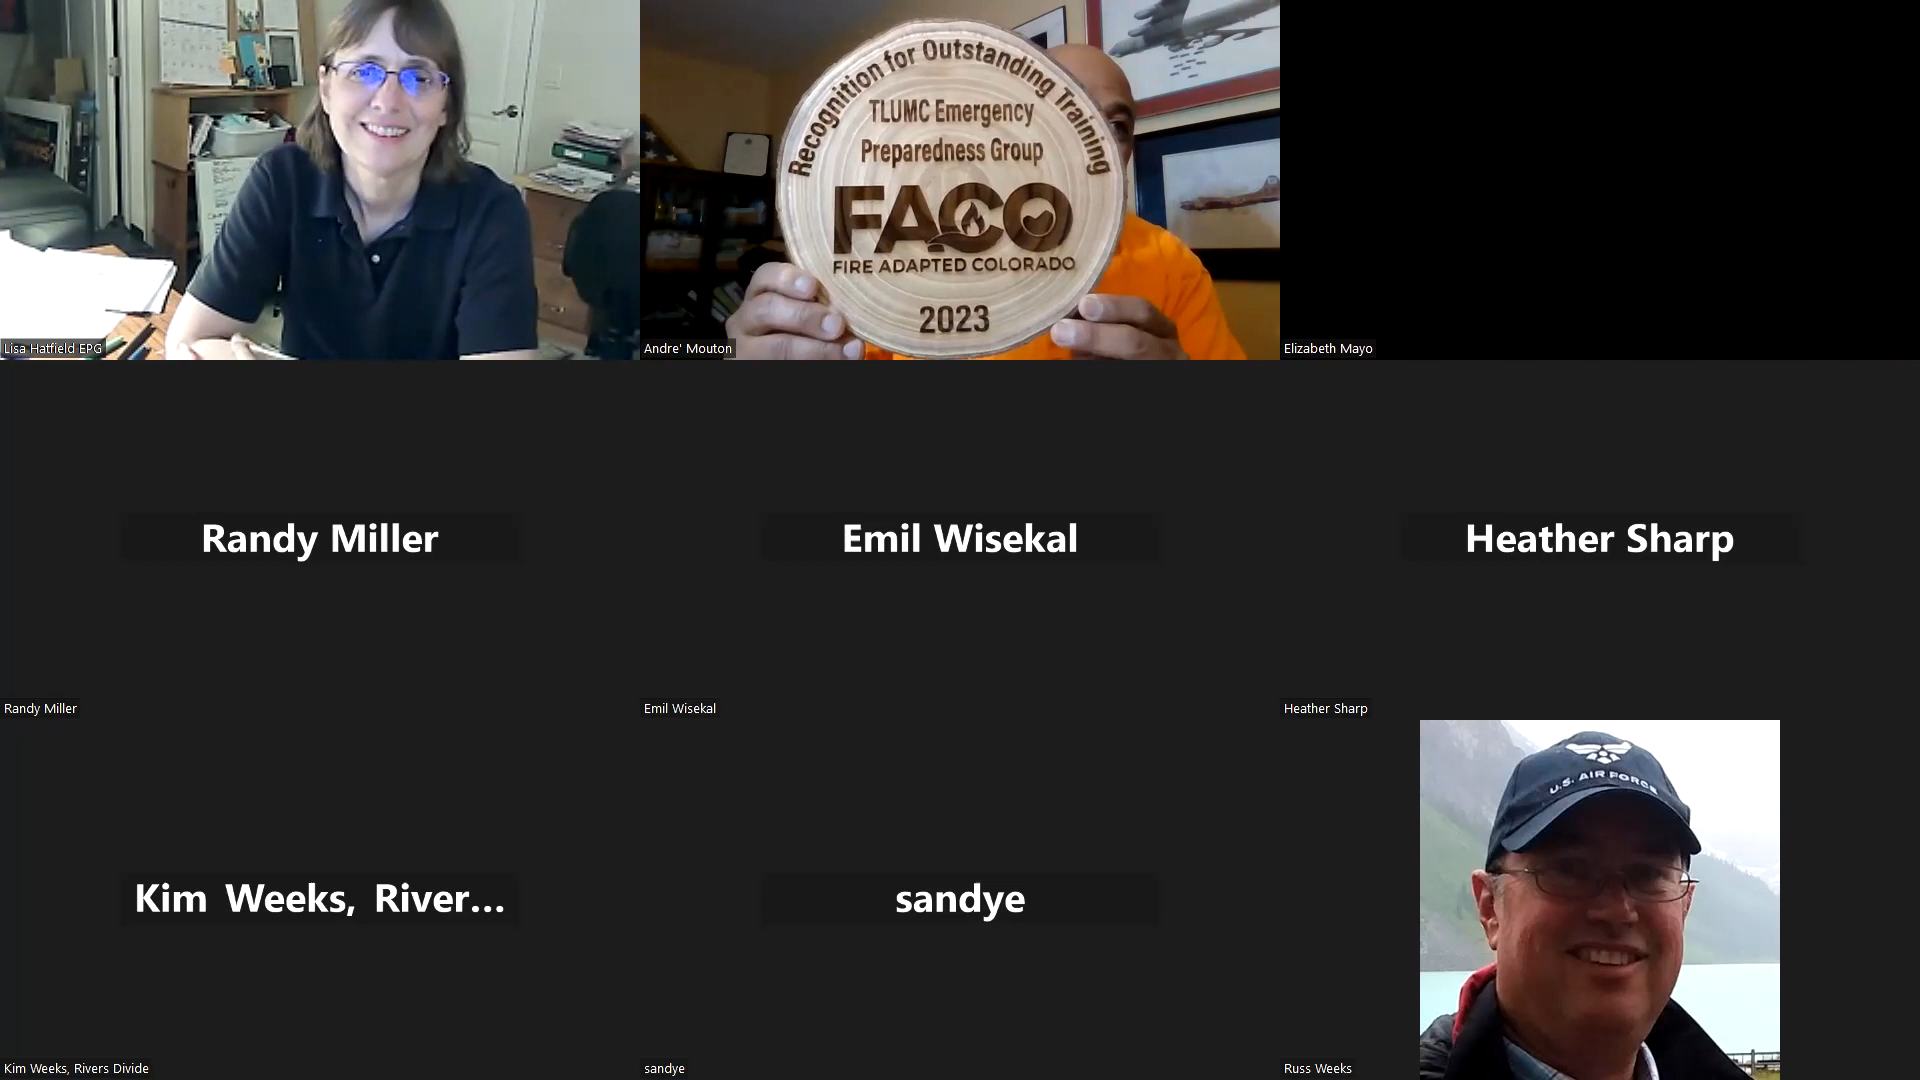 Lisa Hatfield EPG
Recognition for Outstanding Training
TLUMC Emergency
Preparedness Group
FACO
FIRE ADAPTED COLORADO
2023
Andre' Mouton
Elizabeth Mayo
Randy Miller
Randy Miller
Emil Wisekal
Emil Wisekal
Heather Sharp
Heather Sharp
Kim Weeks, River...
Kim Weeks, Rivers Divide
sandye
sandye
U.S. AIR FORCE
Russ Weeks